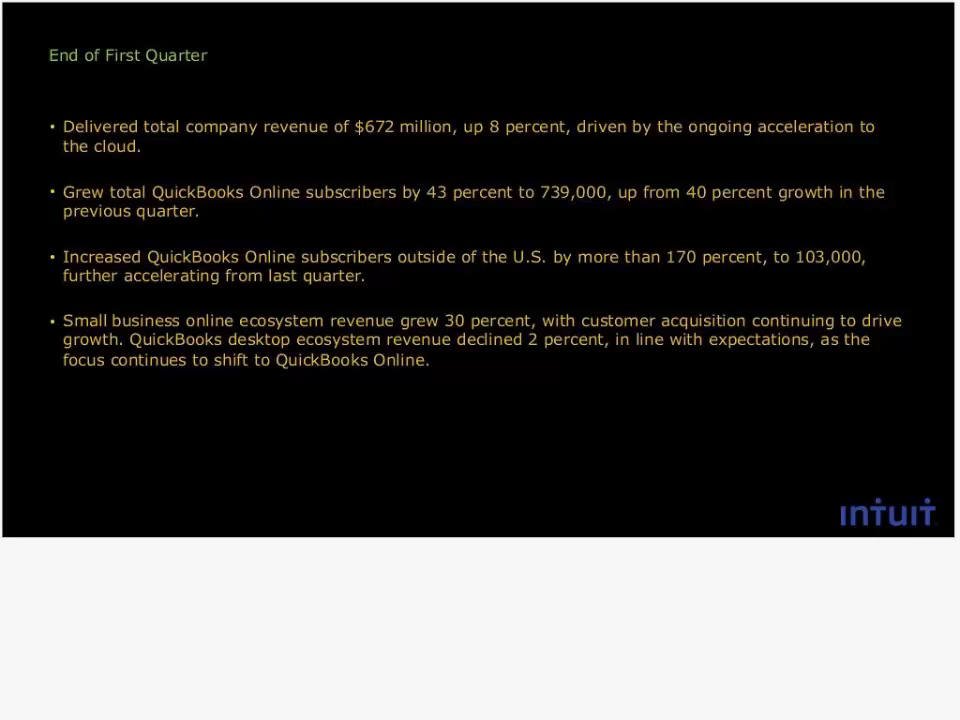 End of First Quarter
• Delivered total company revenue of $672 million, up 8 percent, driven by the ongoing acceleration to
the cloud.
• Grew total QuickBooks Online subscribers by 43 percent to 739,000, up from 40 percent growth in the
previous quarter.
• Increased QuickBooks Online subscribers outside of the U.S. by more than 170 percent, to 103,000,
further accelerating from last quarter.
• Small business online ecosystem revenue grew 30 percent, with customer acquisition continuing to drive
growth. QuickBooks desktop ecosystem revenue declined 2 percent, in line with expectations, as the
focus continues to shift to QuickBooks Online.
intuit